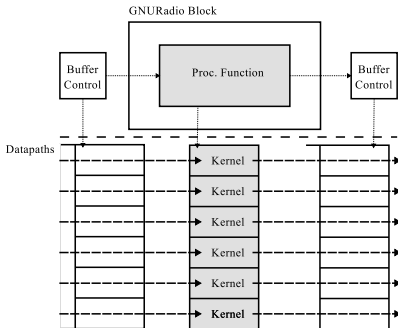 GNURadio Block
Buffer
Control
Proc. Function
Buffer
Control
Datapaths
Kernel
Kernel
Kernel
Kernel
Kernel
Kernel